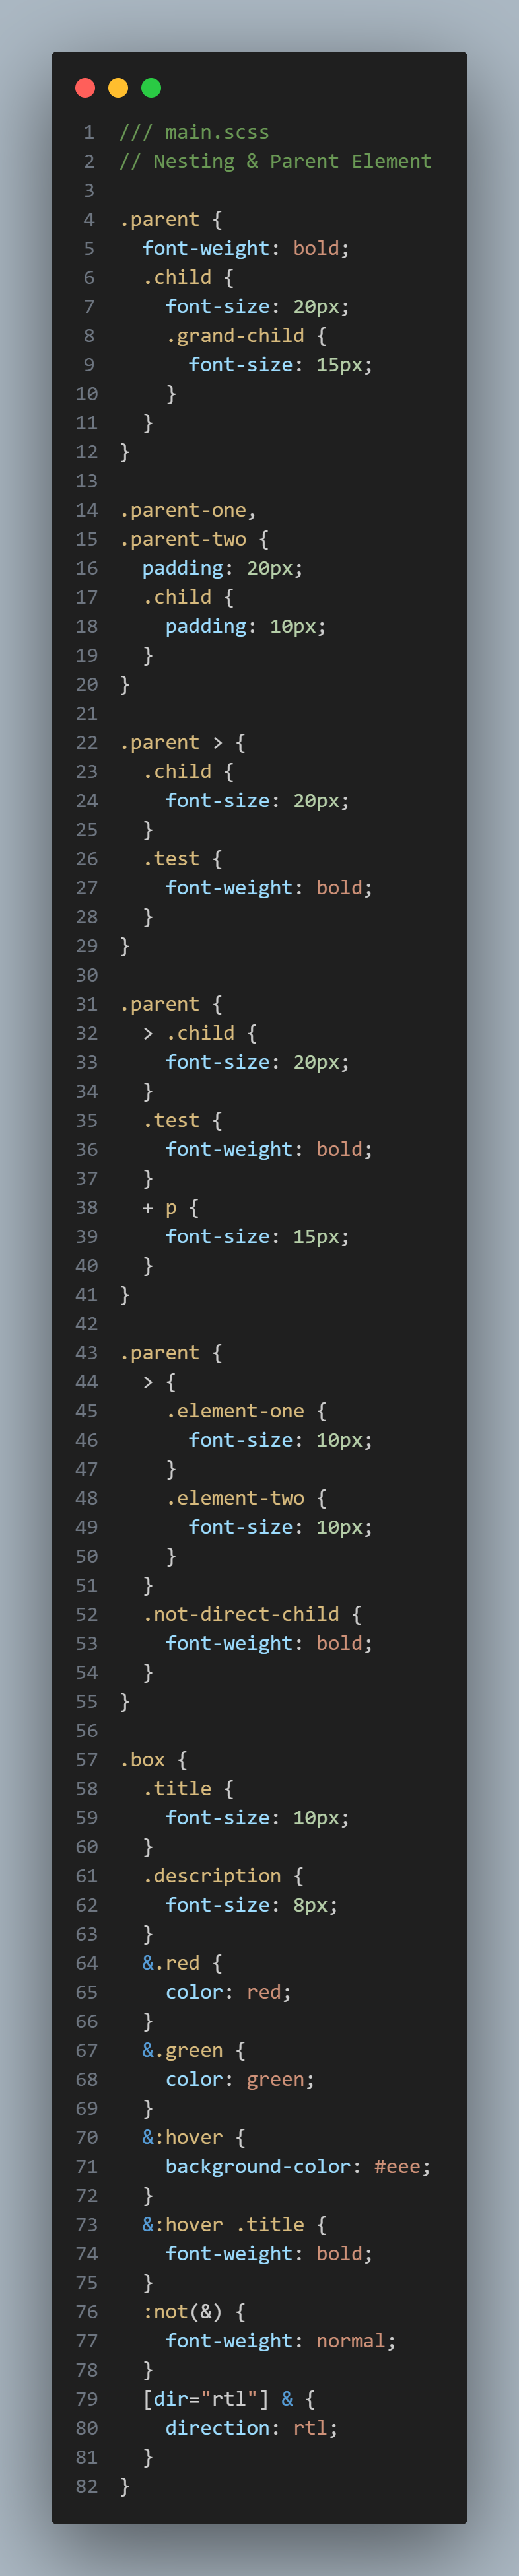 1 /// main.scss
2 // Nesting & Parent Element
3
4 .parent {
5   font-weight: bold;
6   .child {
7     font-size: 20px;
8     .grand-child {
9       font-size: 15px;
10     }
11   }
12 }
13
14 .parent-one,
15 .parent-two {
16   padding: 20px;
17   .child {
18     padding: 10px;
19   }
20 }
21
22 .parent > {
23   .child {
24     font-size: 20px;
25   }
26   .test {
27     font-weight: bold;
28   }
29 }
30
31 .parent {
32   > .child {
33     font-size: 20px;
34   }
35   .test {
36     font-weight: bold;
37   }
38   + p {
39     font-size: 15px;
40   }
41 }
42
43 .parent {
44   > {
45     .element-one {
46       font-size: 10px;
47     }
48     .element-two {
49       font-size: 10px;
50     }
51   }
52   .not-direct-child {
53     font-weight: bold;
54   }
55 }
56
57 .box {
58   .title {
59     font-size: 10px;
60   }
61   .description {
62     font-size: 8px;
63   }
64   &.red {
65     color: red;
66   }
67   &.green {
68     color: green;
69   }
70   &:hover {
71     background-color: #eee;
72   }
73   &:hover .title {
74     font-weight: bold;
75   }
76   :not(&) {
77     font-weight: normal;
78   }
79   [dir="rtl"] & {
80     direction: rtl;
81   }
82 }